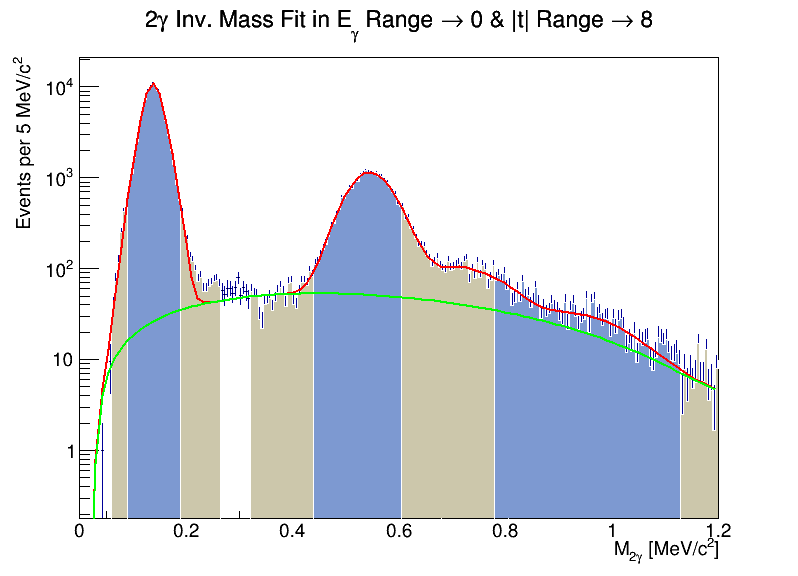 2γ Inv. Mass Fit in Eγ Range → 0 & |t| Range → 8
Events per 5 MeV/c²
10⁴
10³
10²
10
1
0 0.2 0.4 0.6 0.8 1 1.2
M2γ [MeV/c²]